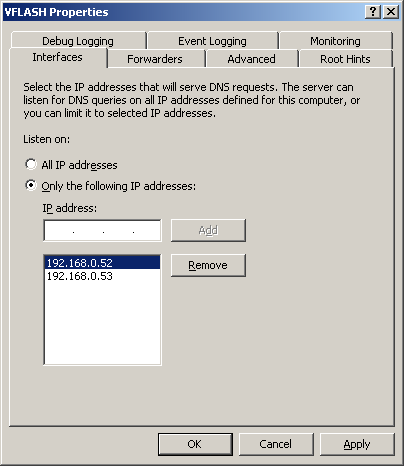 VFLASH Properties
Debug Logging Event Logging Monitoring
Interfaces Forwarders Advanced Root Hints
Select the IP addresses that will serve DNS requests. The server can
listen for DNS queries on all IP addresses defined for this computer, or
you can limit it to selected IP addresses.
Listen on:
All IP addresses
Only the following IP addresses:
IP address:
. . .
Add
192.168.0.52
192.168.0.53
Remove
OK Cancel Apply